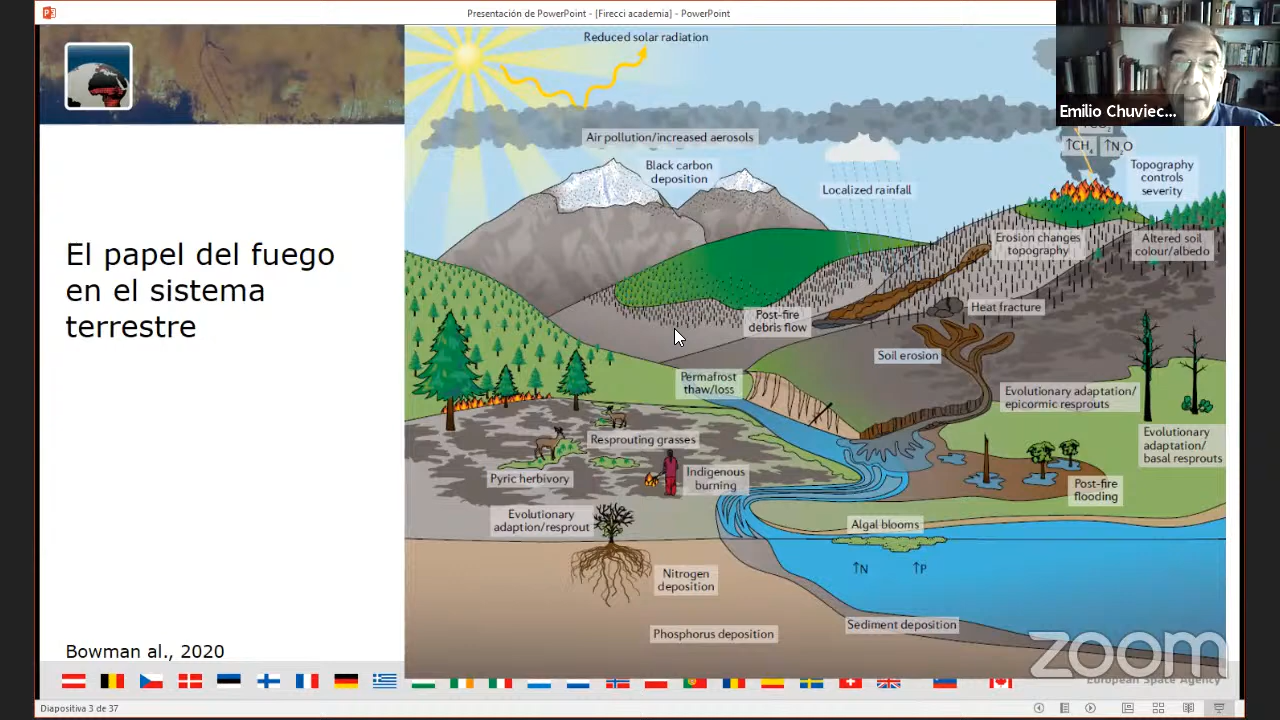 Presentación de PowerPoint - [Firecci academia] - PowerPoint
Emilio Chuviec...
El papel del fuego
en el sistema
terrestre
Bowman al., 2020
Reduced solar radiation
Air pollution/increased aerosols
Black carbon
deposition
Localized rainfall
↑CH₄
↑N₂O
Topography
controls
severity
Erosion changes
topography
Altered soil
colour/albedo
Post-fire
debris flow
Heat fracture
Soil erosion
Permafrost
thaw/loss
Evolutionary adaptation/
epicormic resprouts
Evolutionary
adaptation/
basal resprouts
Resprouting grasses
Pyric herbivory
Indigenous
burning
Post-fire
flooding
Evolutionary
adaption/resprout
Algal blooms
↑N
↑P
Nitrogen
deposition
Phosphorus deposition
Sediment deposition
zoom
European Space Agency
Diapositiva 3 de 37